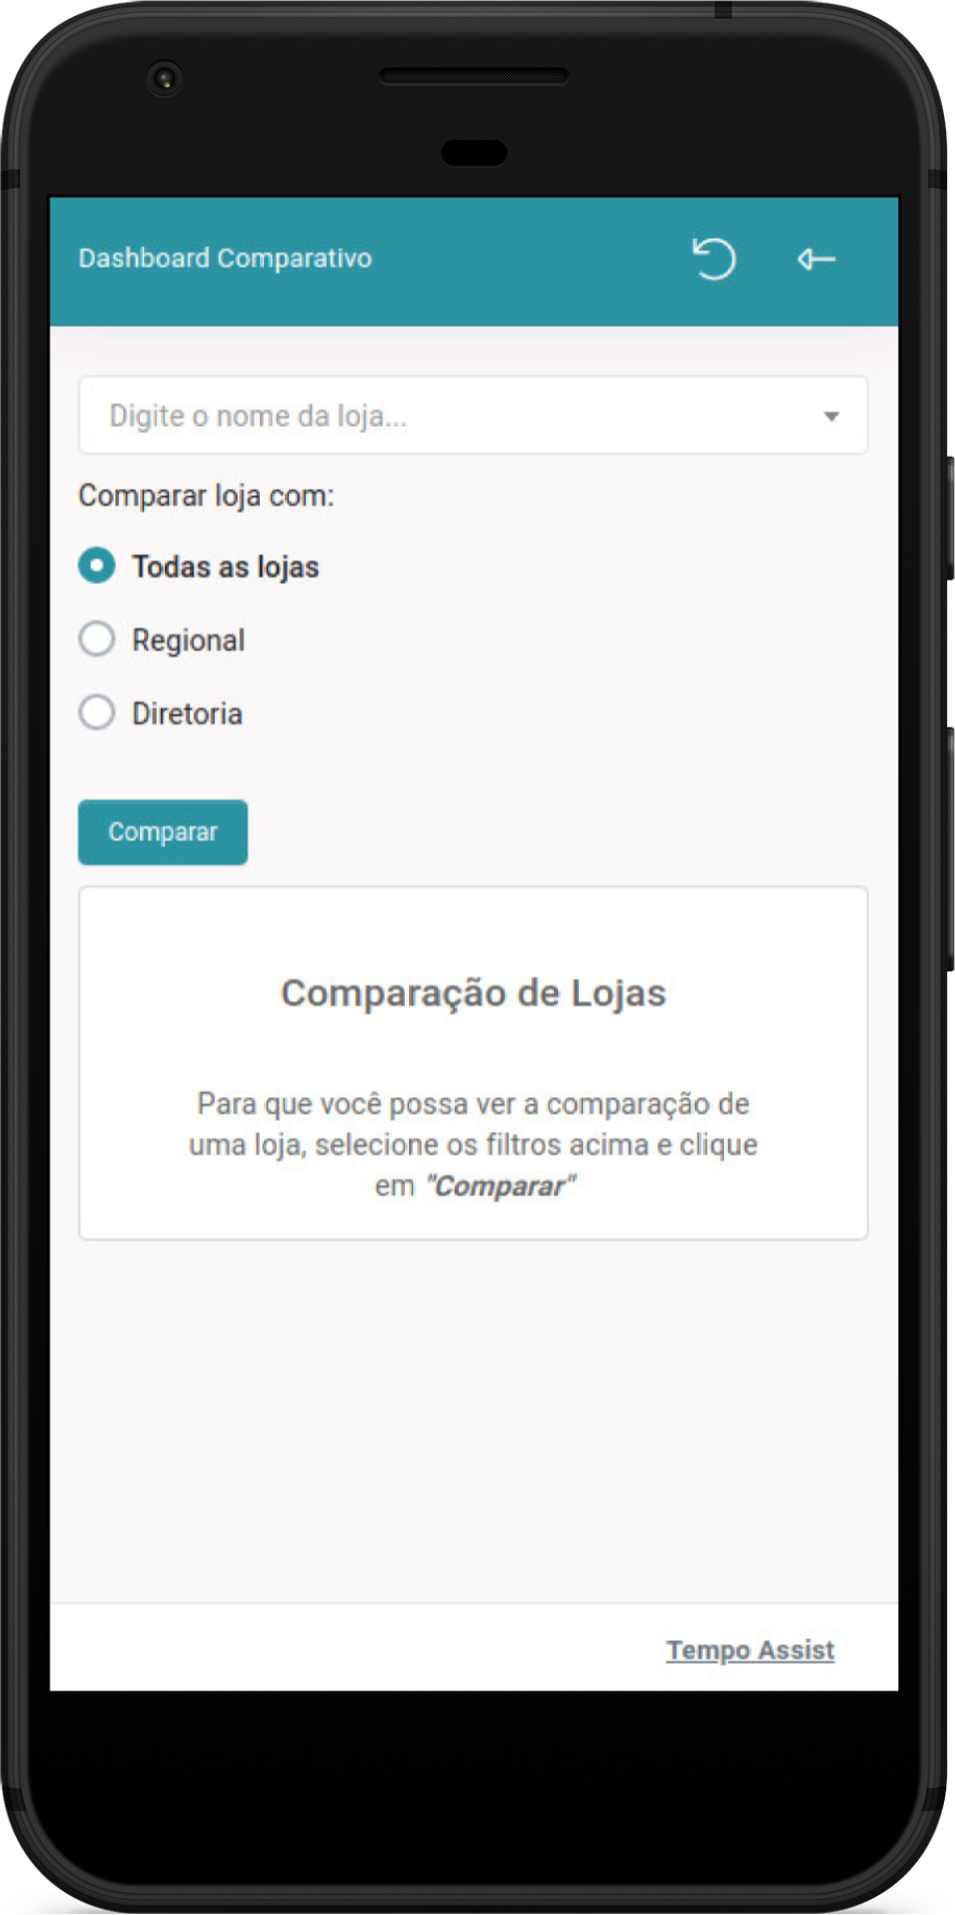 Dashboard Comparativo
Digite o nome da loja...
Comparar loja com:
Todas as lojas
Regional
Diretoria
Comparar
Comparação de Lojas
Para que você possa ver a comparação de
uma loja, selecione os filtros acima e clique
em "Comparar"
Tempo Assist